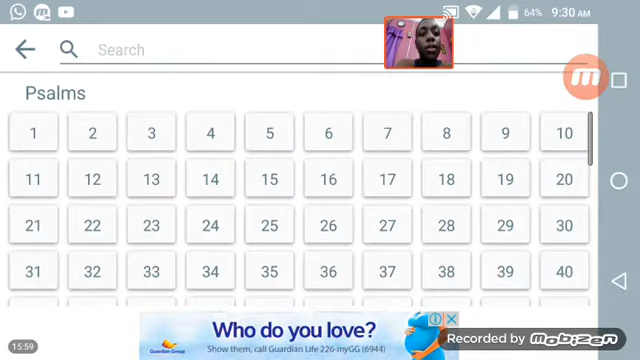 64% 9:30 AM
Search
Psalms
1 2 3 4 5 6 7 8 9 10
11 12 13 14 15 16 17 18 19 20
21 22 23 24 25 26 27 28 29 30
31 32 33 34 35 36 37 38 39 40
Who do you love?
Guardian Group
Show them, call Guardian Life 226-myGG (6944)
15:59
Recorded by Mobizen